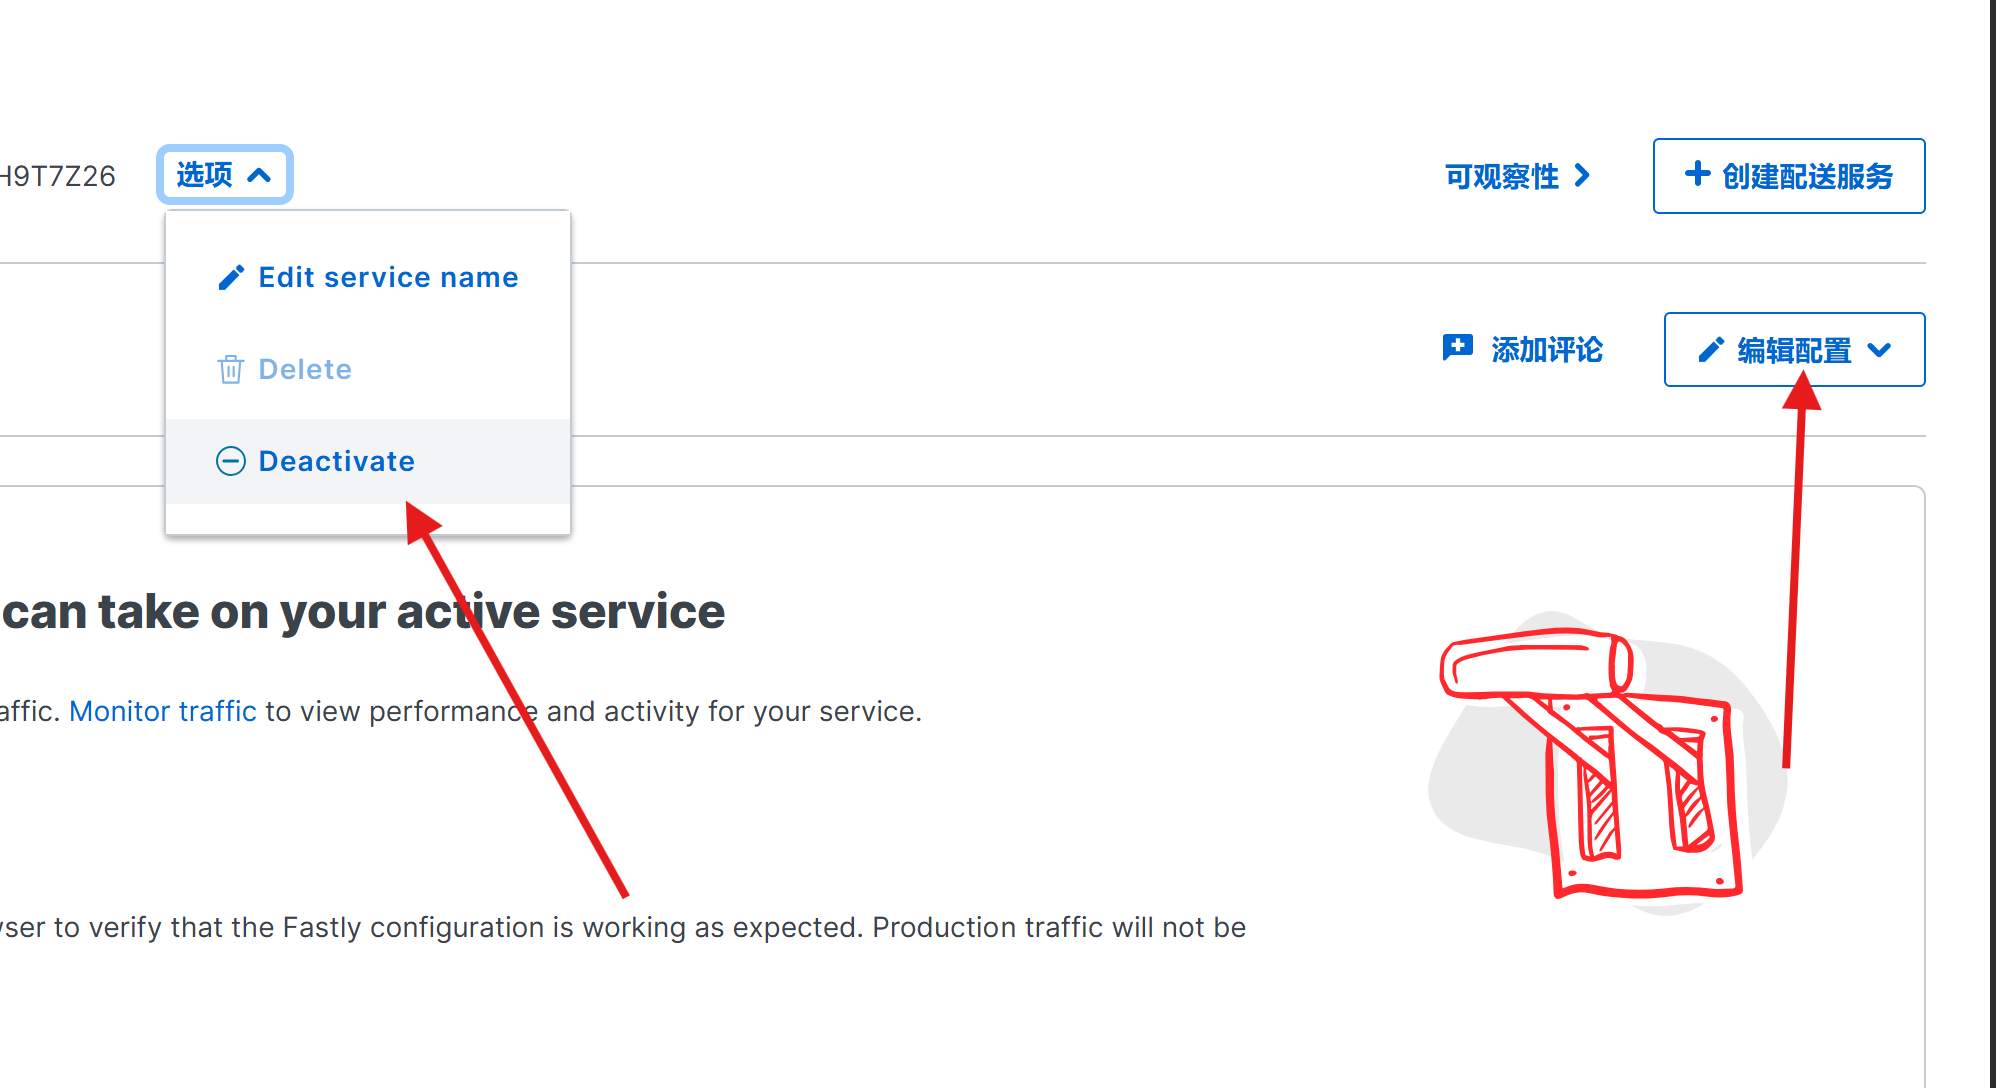 H9T7Z26
选项
可观察性
创建配送服务
Edit service name
Delete
Deactivate
添加评论
编辑配置
can take on your active service
affic. Monitor traffic to view performance and activity for your service.
ser to verify that the Fastly configuration is working as expected. Production traffic will not be